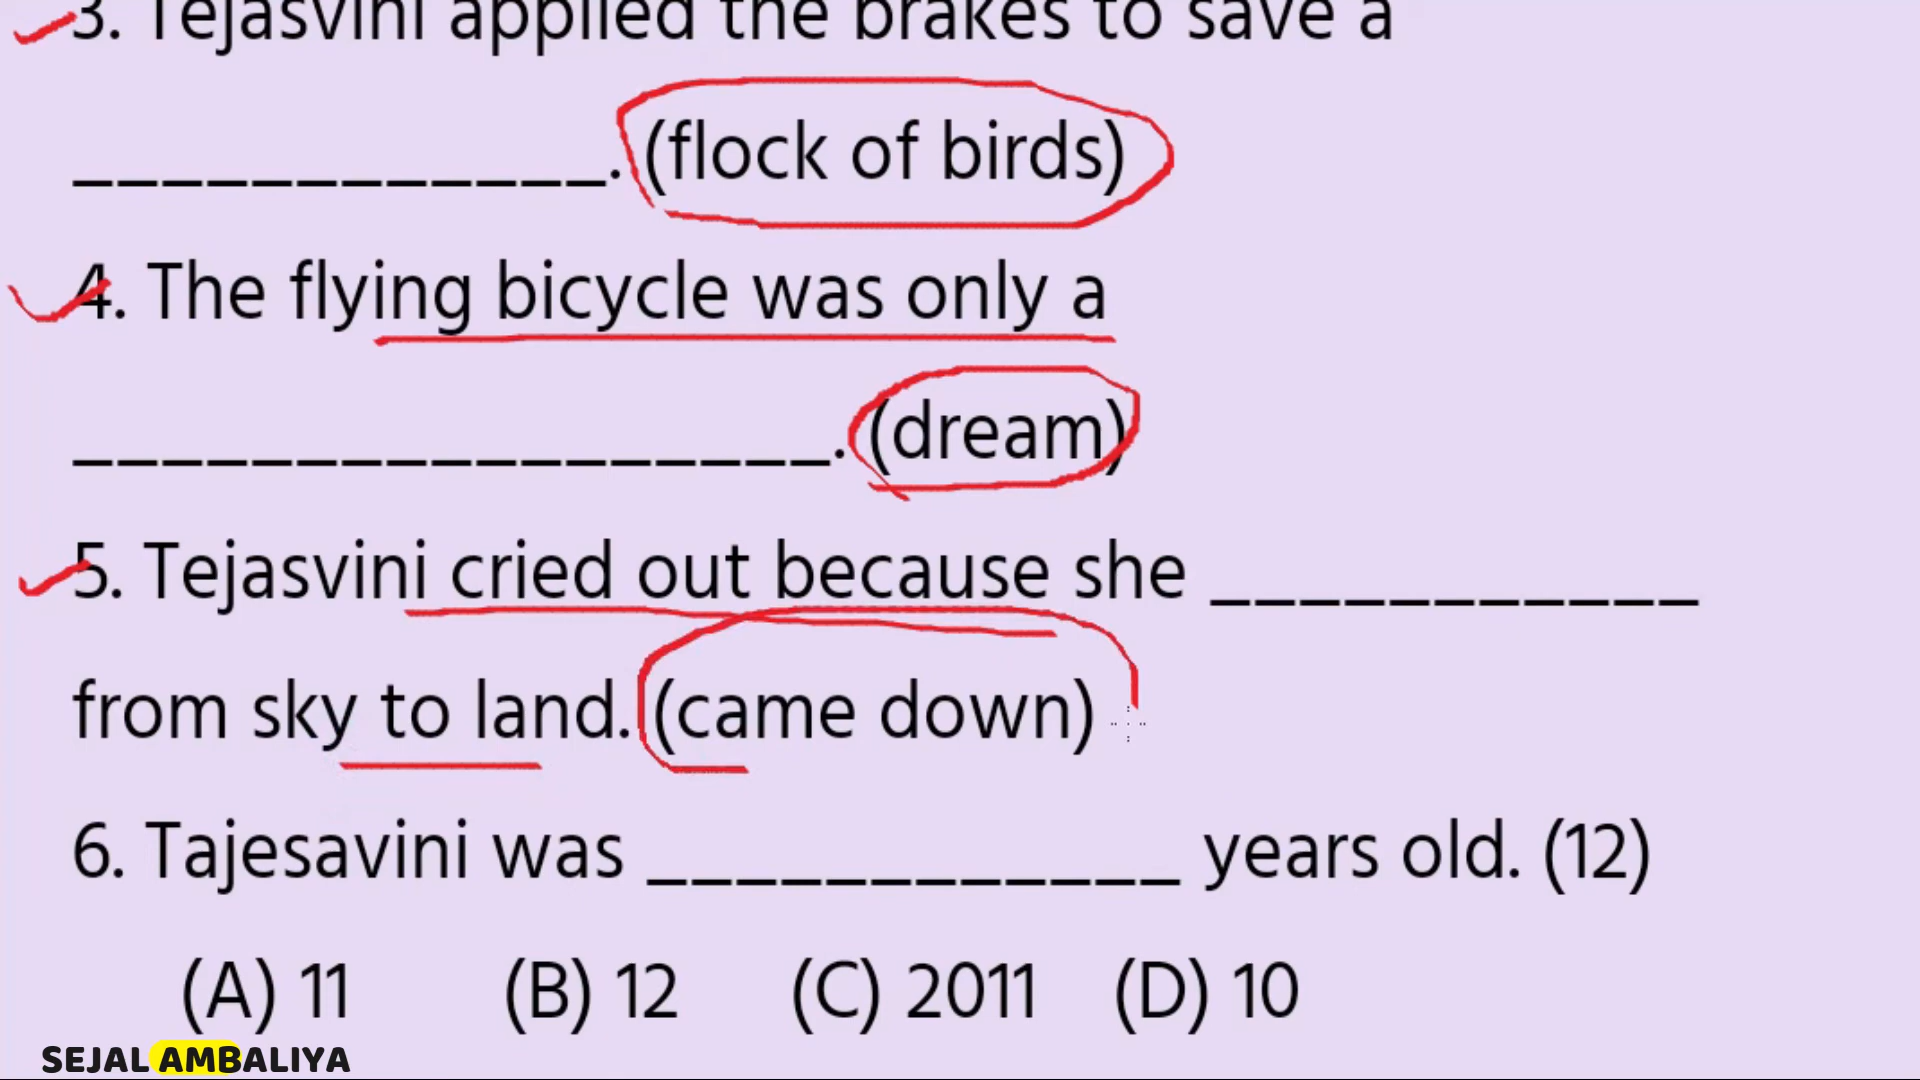 3. Tejasvini applied the brakes to save a
_____________. (flock of birds)
4. The flying bicycle was only a
__________________. (dream)
5. Tejasvini cried out because she ___________
from sky to land. (came down)
6. Tajesavini was ____________ years old. (12)
(A) 11 (B) 12 (C) 2011 (D) 10
SEJAL AMBALIYA